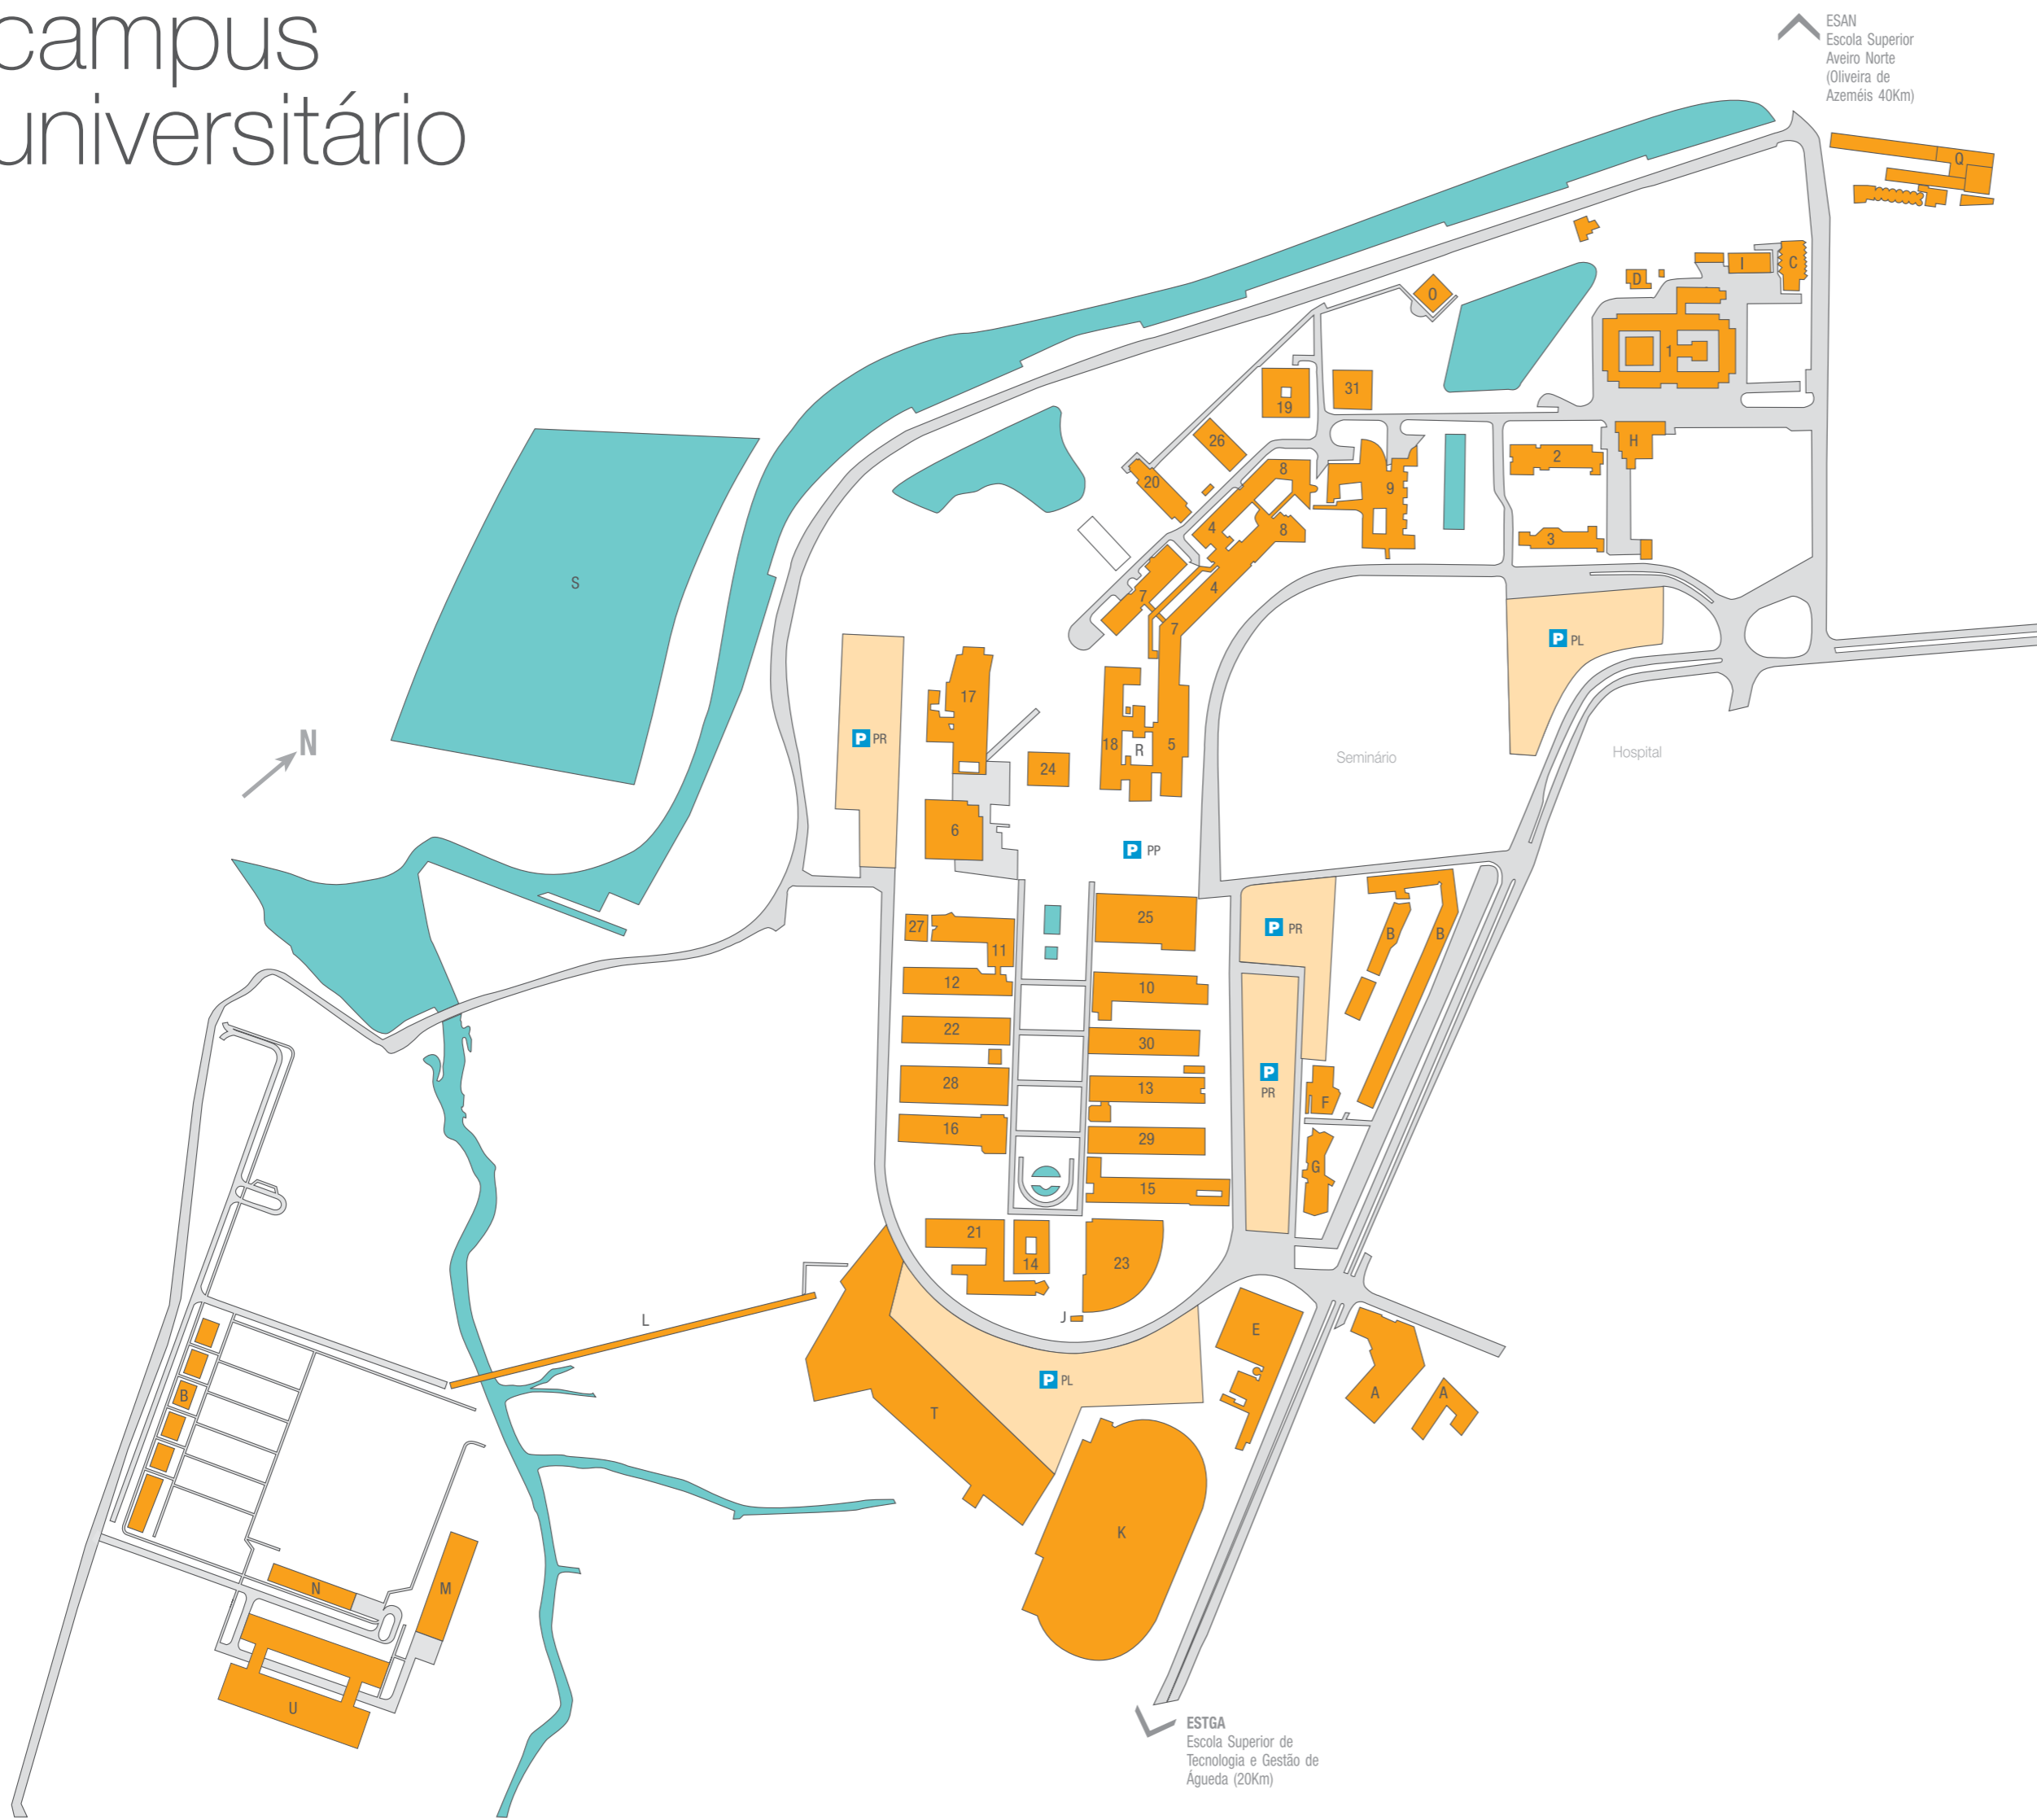 campus
universitário
ESAN
Escola Superior
Aveiro Norte
(Oliveira de
Azeméis 40Km)
Q
C
I
D
O
1
31
19
H
26
2
8
20
9
4
8
3
S
7
4
7
P PL
17
N
P PR
18
R
5
Seminário
Hospital
24
6
P PP
25
27
P PR
B
B
11
12
10
22
30
P
PR
28
13
F
16
29
G
15
21
14
23
L
J
E
P PL
A
A
B
T
K
N
M
U
ESTGA
Escola Superior de
Tecnologia e Gestão de
Águeda (20Km)